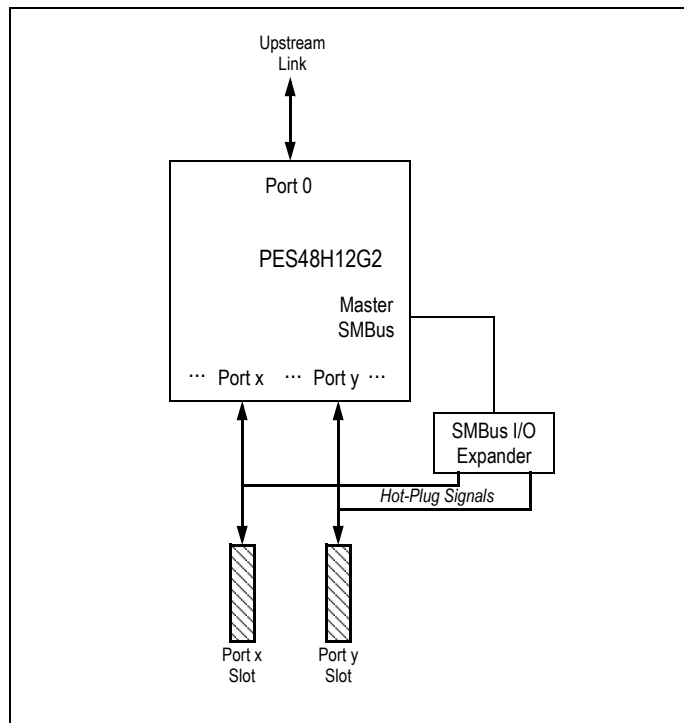 Upstream
Link
Port 0
PES48H12G2
Master
SMBus
... Port x ... Port y ...
SMBus I/O
Expander
Hot-Plug Signals
Port x
Slot
Port y
Slot